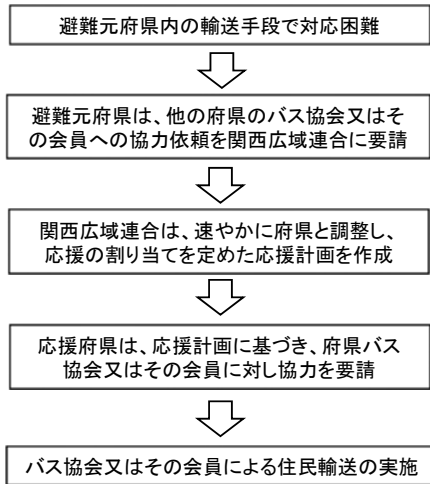 避難元府県内の輸送手段で対応困難
避難元府県は、他の府県のバス協会又はそ
の会員への協力依頼を関西広域連合に要請
関西広域連合は、速やかに府県と調整し、
応援の割り当てを定めた応援計画を作成
応援府県は、応援計画に基づき、府県バス
協会又はその会員に対し協力を要請
バス協会又はその会員による住民輸送の実施